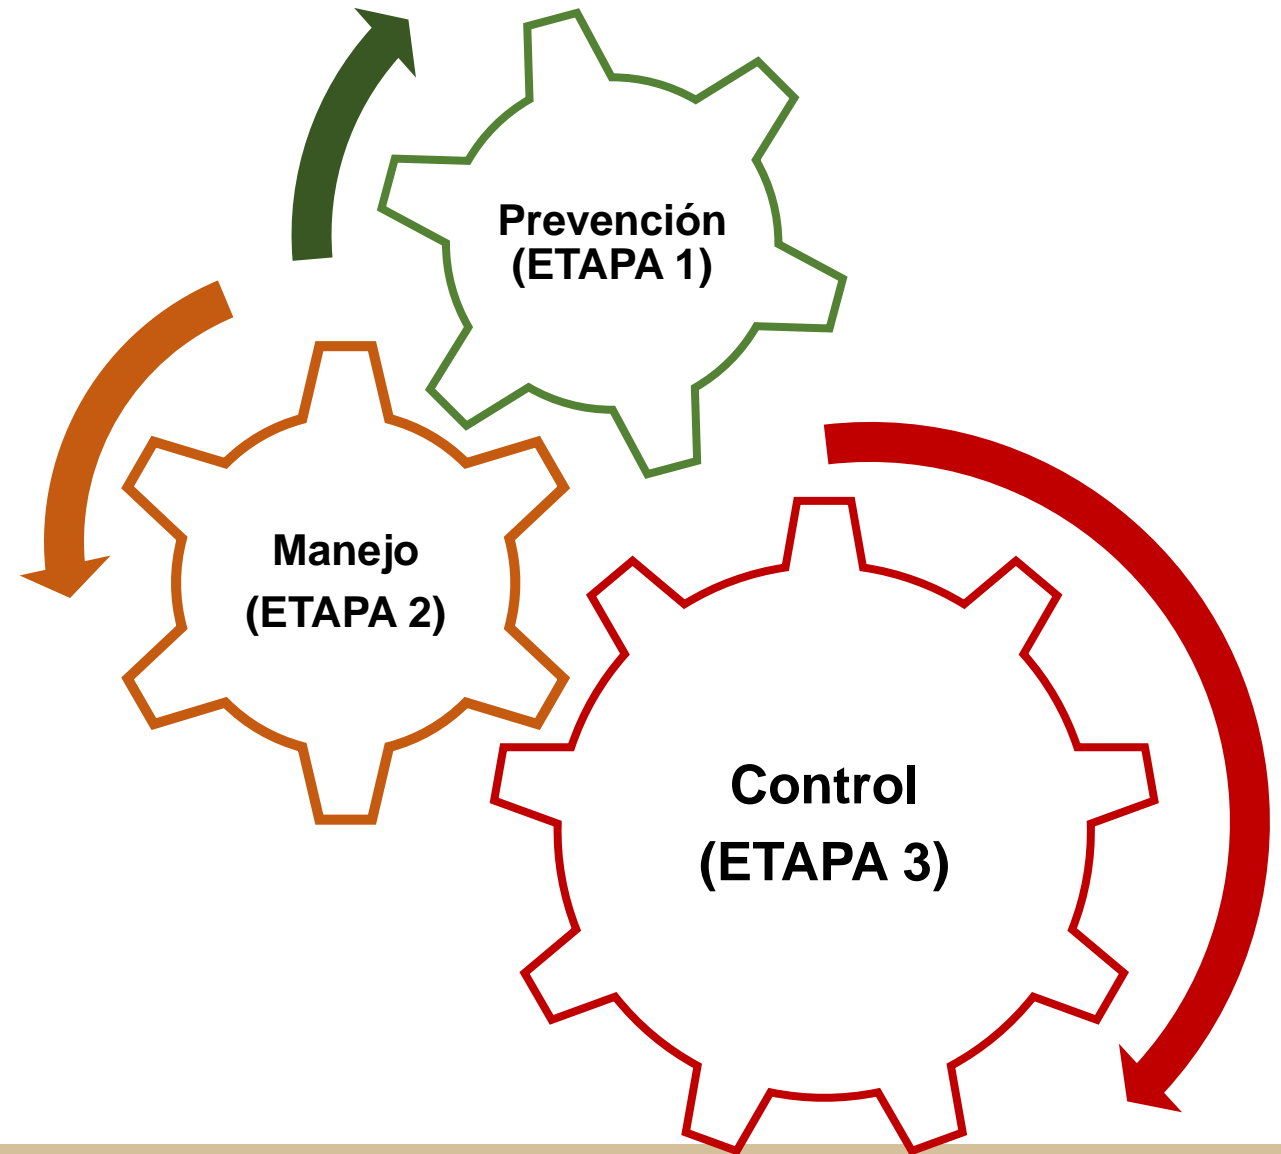 Prevención
(ETAPA 1)
Manejo
(ETAPA 2)
Control
(ETAPA 3)